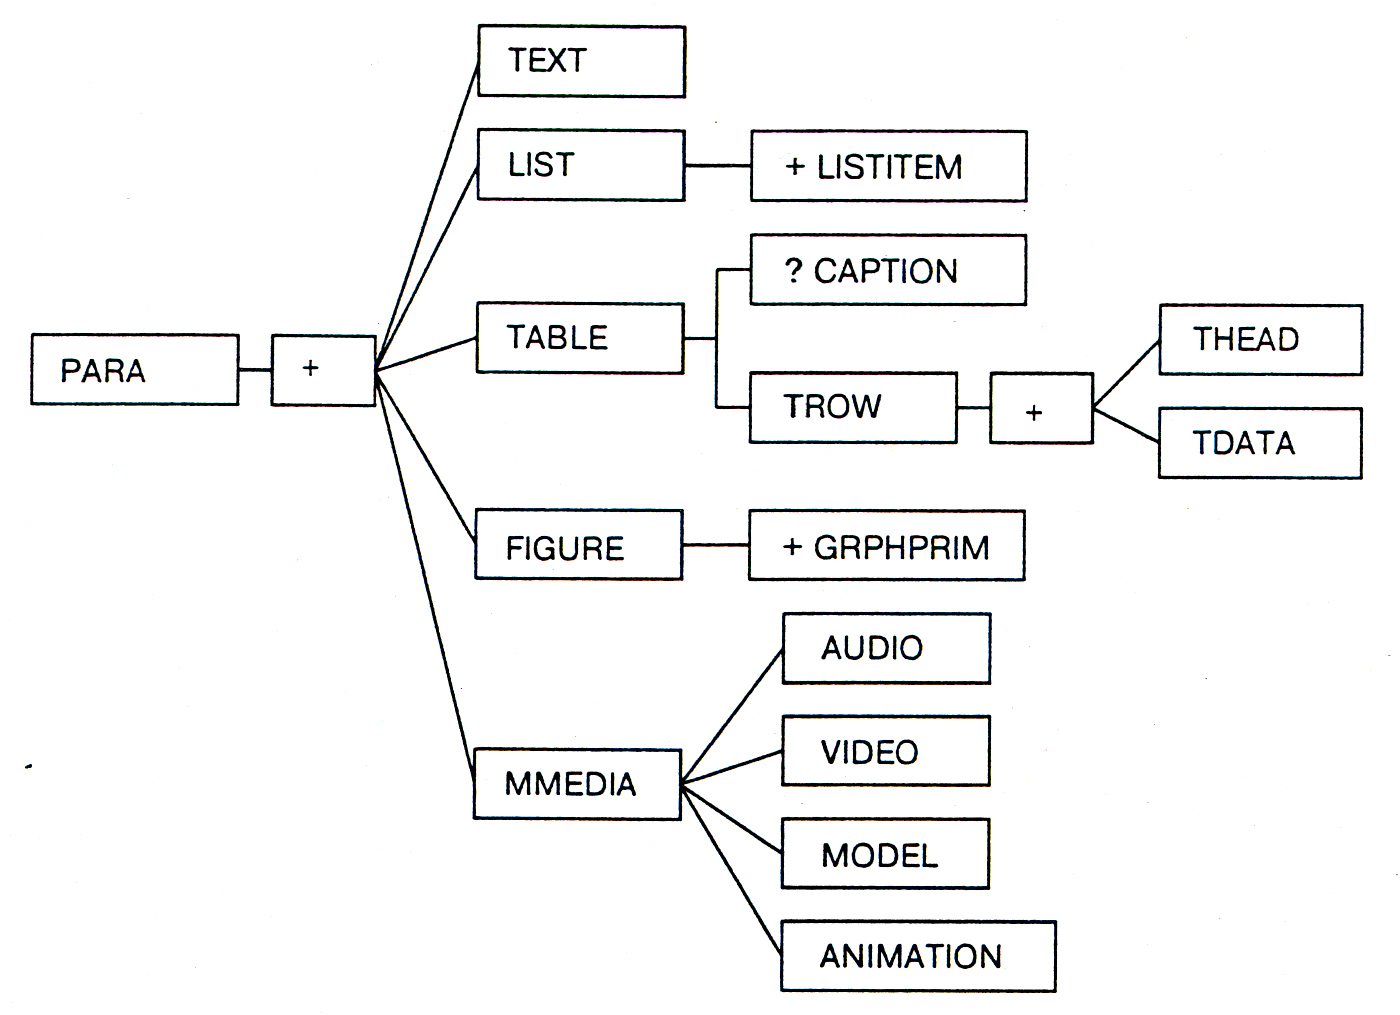 TEXT
LIST
+ LISTITEM
? CAPTION
TABLE
THEAD
PARA
+
TROW
+
TDATA
FIGURE
+ GRPHPRIM
AUDIO
VIDEO
MMEDIA
MODEL
ANIMATION